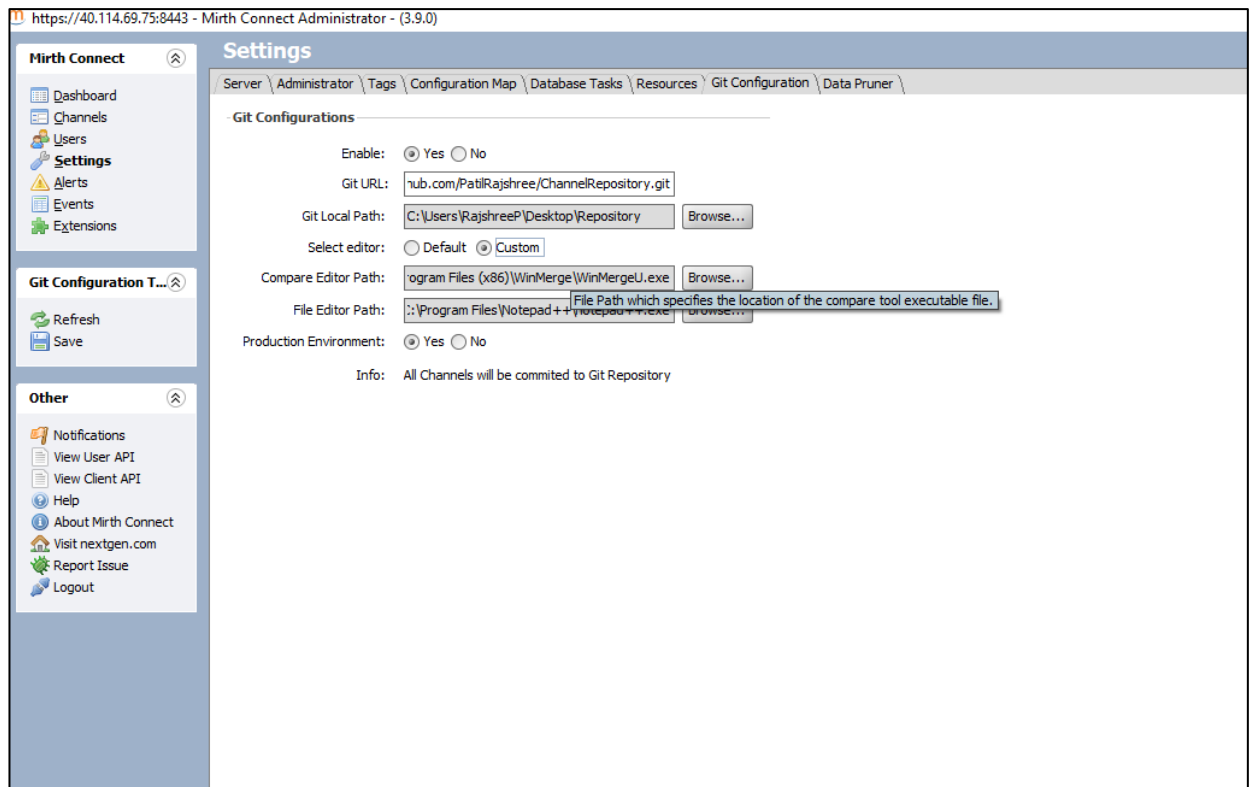 https://40.114.69.75:8443 - Mirth Connect Administrator - (3.9.0)
Mirth Connect
Dashboard
Channels
Users
Settings
Alerts
Events
Extensions
Git Configuration T...
Refresh
Save
Other
Notifications
View User API
View Client API
Help
About Mirth Connect
Visit nextgen.com
Report Issue
Logout
Settings
Server Administrator Tags Configuration Map Database Tasks Resources Git Configuration Data Pruner
Git Configurations
Enable: Yes No
Git URL: hub.com/PatilRajshree/ChannelRepository.git
Git Local Path: C:\Users\RajshreeP\Desktop\Repository Browse...
Select editor: Default Custom
Compare Editor Path: rogram Files (x86)\WinMerge\WinMergeU.exe Browse...
File Path which specifies the location of the compare tool executable file.
File Editor Path: :\Program Files\Notepad++\notepad++.exe Browse...
Production Environment: Yes No
Info: All Channels will be commited to Git Repository